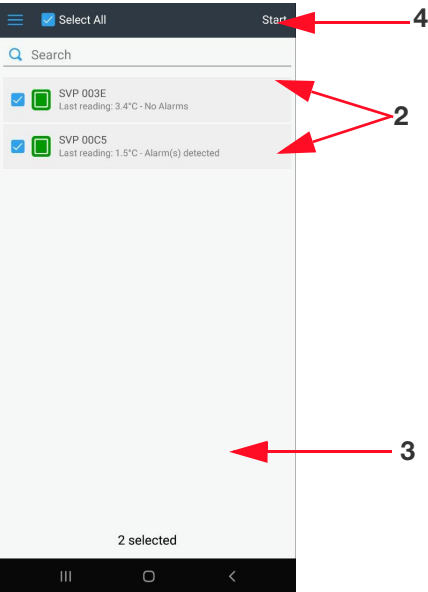 Select All
Start
4
Search
SVP 003E
Last reading: 3.4°C - No Alarms
2
SVP 00C5
Last reading: 1.5°C - Alarm(s) detected
3
2 selected